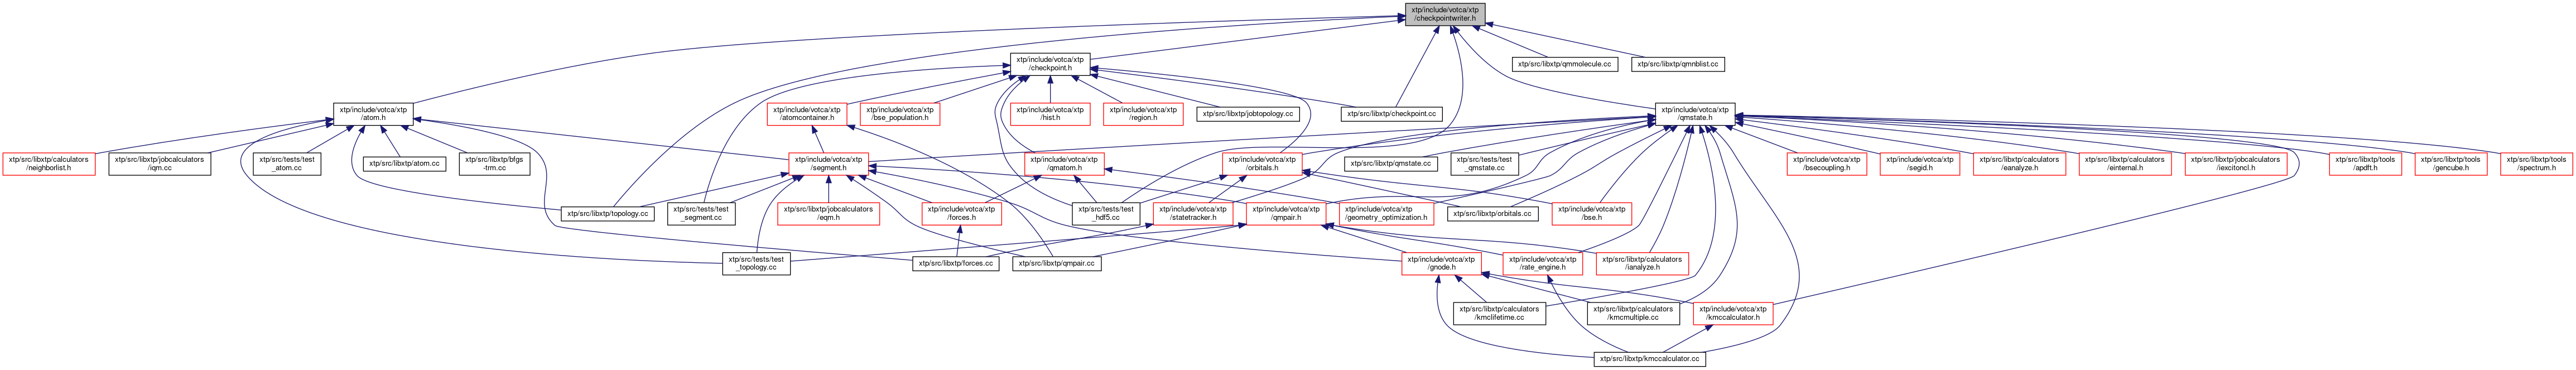 xtp/include/votca/xtp
/checkpointwriter.h
xtp/include/votca/xtp
/checkpoint.h
xtp/src/libxtp/qmmolecule.cc
xtp/src/libxtp/qmnblist.cc
xtp/include/votca/xtp
/atom.h
xtp/include/votca/xtp
/atomcontainer.h
xtp/include/votca/xtp
/bse_population.h
xtp/include/votca/xtp
/hist.h
xtp/include/votca/xtp
/region.h
xtp/src/libxtp/jobtopology.cc
xtp/src/libxtp/checkpoint.cc
xtp/include/votca/xtp
/qmstate.h
xtp/src/libxtp/calculators
/neighborlist.h
xtp/src/libxtp/jobcalculators
/iqm.cc
xtp/src/tests/test
_atom.cc
xtp/src/libxtp/atom.cc
xtp/src/libxtp/bfgs
-trm.cc
xtp/include/votca/xtp
/segment.h
xtp/include/votca/xtp
/qmatom.h
xtp/include/votca/xtp
/orbitals.h
xtp/src/libxtp/qmstate.cc
xtp/src/tests/test
_qmstate.cc
xtp/include/votca/xtp
/bsecoupling.h
xtp/include/votca/xtp
/segid.h
xtp/src/libxtp/calculators
/eanalyze.h
xtp/src/libxtp/calculators
/einternal.h
xtp/src/libxtp/jobcalculators
/iexcitoncl.h
xtp/src/libxtp/tools
/apdft.h
xtp/src/libxtp/tools
/gencube.h
xtp/src/libxtp/tools
/spectrum.h
xtp/src/libxtp/topology.cc
xtp/src/tests/test
_segment.cc
xtp/src/libxtp/jobcalculators
/eqm.h
xtp/include/votca/xtp
/forces.h
xtp/src/tests/test
_hdf5.cc
xtp/include/votca/xtp
/statetracker.h
xtp/include/votca/xtp
/qmpair.h
xtp/include/votca/xtp
/geometry_optimization.h
xtp/src/libxtp/orbitals.cc
xtp/include/votca/xtp
/bse.h
xtp/src/tests/test
_topology.cc
xtp/src/libxtp/forces.cc
xtp/src/libxtp/qmpair.cc
xtp/include/votca/xtp
/gnode.h
xtp/include/votca/xtp
/rate_engine.h
xtp/src/libxtp/calculators
/ianalyze.h
xtp/src/libxtp/calculators
/kmclifetime.cc
xtp/src/libxtp/calculators
/kmcmultiple.cc
xtp/include/votca/xtp
/kmccalculator.h
xtp/src/libxtp/kmccalculator.cc